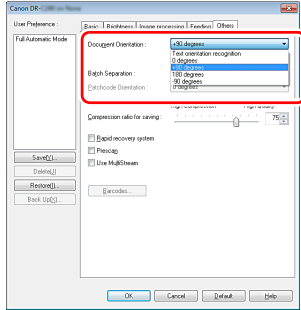 Canon DR-
User Preference :
Full Automatic Mode
Basic Brightness Image processing Feeding Others
Document Orientation :
+90 degrees
Text orientation recognition
0 degrees
+90 degrees
180 degrees
-90 degrees
Batch Separation :
Patchcode Orientation :
0 degrees
High compression High Quality
Compression ratio for saving :
75
Rapid recovery system
Prescan
Use MultiStream
Barcodes...
Save(Y)...
Delete(J)
Restore(I)...
Back Up(X)...
OK Cancel Default Help